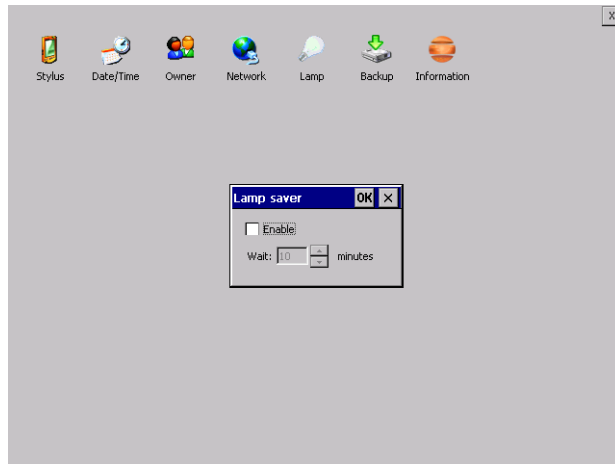 X
Stylus Date/Time Owner Network Lamp Backup Information
Lamp saver OK ×
Enable
Wait: 10 minutes